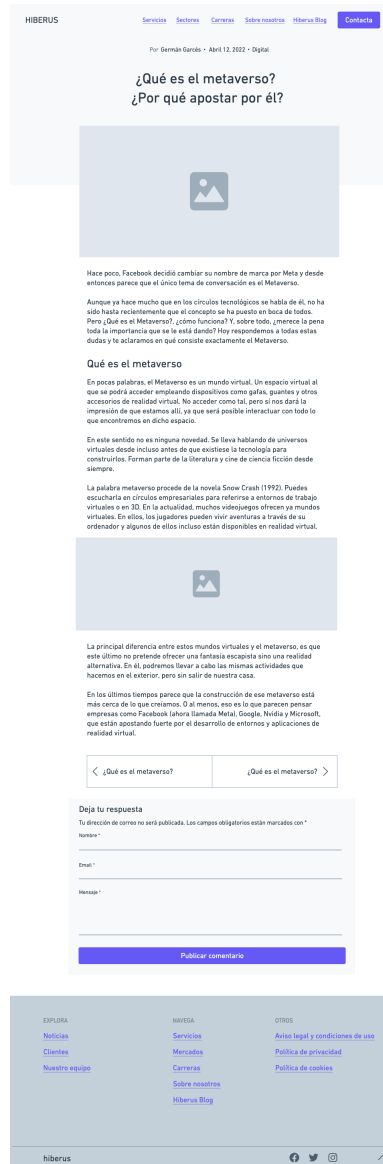 HIBERUS
Servicios Sectores Carreras Sobre nosotros Hiberus Blog Contacta
Por Germán Garcés • Abril 12, 2022 • Digital
¿Qué es el metaverso?
¿Por qué apostar por él?
Hace poco, Facebook decidió cambiar su nombre de marca por Meta y desde
entonces parece que el único tema de conversación es el Metaverso.
Aunque ya hace mucho que en los círculos tecnológicos se habla de él, no ha
sido hasta recientemente que el concepto se ha puesto en boca de todos.
Pero ¿Qué es el Metaverso?, ¿cómo funciona? Y, sobre todo, ¿merece la pena
toda la importancia que se le está dando? Hoy respondemos a todas estas
dudas y te aclaramos en qué consiste exactamente el Metaverso.
Qué es el metaverso
En pocas palabras, el Metaverso es un mundo virtual. Un espacio virtual al
que se podrá acceder empleando dispositivos como gafas, guantes y otros
accesorios de realidad virtual. No acceder como tal, pero sí nos dará la
impresión de que estamos allí, ya que será posible interactuar con todo lo
que encontremos en dicho espacio.
En este sentido no es ninguna novedad. Se lleva hablando de universos
virtuales desde incluso antes de que existiese la tecnología para
construirlos. Forman parte de la literatura y cine de ciencia ficción desde
siempre.
La palabra metaverso procede de la novela Snow Crash (1992). Puedes
escucharla en círculos empresariales para referirse a entornos de trabajo
virtuales o en 3D. En la actualidad, muchos videojuegos ofrecen ya mundos
virtuales. En ellos, los jugadores pueden vivir aventuras a través de su
ordenador y algunos de ellos incluso están disponibles en realidad virtual.
La principal diferencia entre estos mundos virtuales y el metaverso, es que
este último no pretende ofrecer una fantasía escapista sino una realidad
alternativa. En él, podremos llevar a cabo las mismas actividades que
hacemos en el exterior, pero sin salir de nuestra casa.
En los últimos tiempos parece que la construcción de ese metaverso está
más cerca de lo que creíamos. O al menos, eso es lo que parecen pensar
empresas como Facebook (ahora llamada Meta), Google, Nvidia y Microsoft,
que están apostando fuerte por el desarrollo de entornos y aplicaciones de
realidad virtual.
¿Qué es el metaverso? ¿Qué es el metaverso?
Deja tu respuesta
Tu dirección de correo no será publicada. Los campos obligatorios están marcados con *
Nombre *
Email *
Mensaje *
Publicar comentario
EXPLORA NAVEGA OTROS
Noticias Servicios Aviso legal y condiciones de uso
Clientes Mercados Política de privacidad
Nuestro equipo Carreras Política de cookies
Sobre nosotros
Hiberus Blog
hiberus